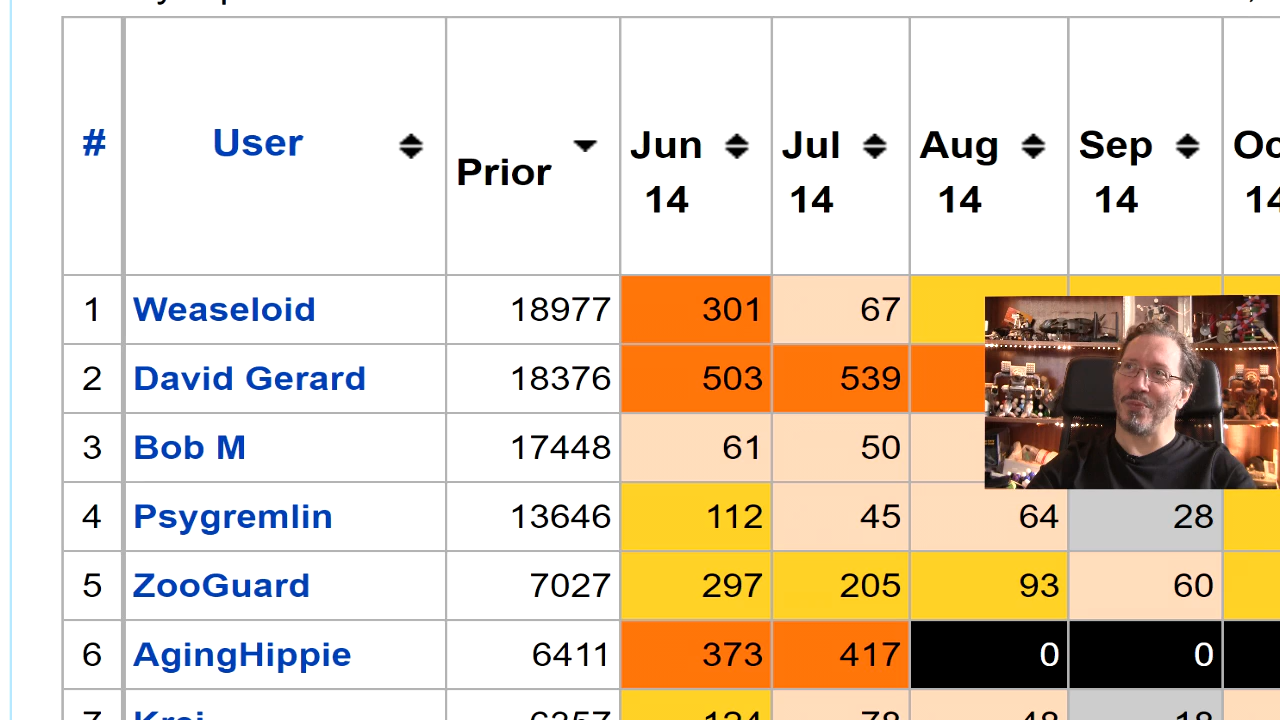 # User Prior Jun 14 Jul 14 Aug 14 Sep 14
1 Weaseloid 18977 301 67
2 David Gerard 18376 503 539
3 Bob M 17448 61 50
4 Psygremlin 13646 112 45 64 28
5 ZooGuard 7027 297 205 93 60
6 AgingHippie 6411 373 417 0 0